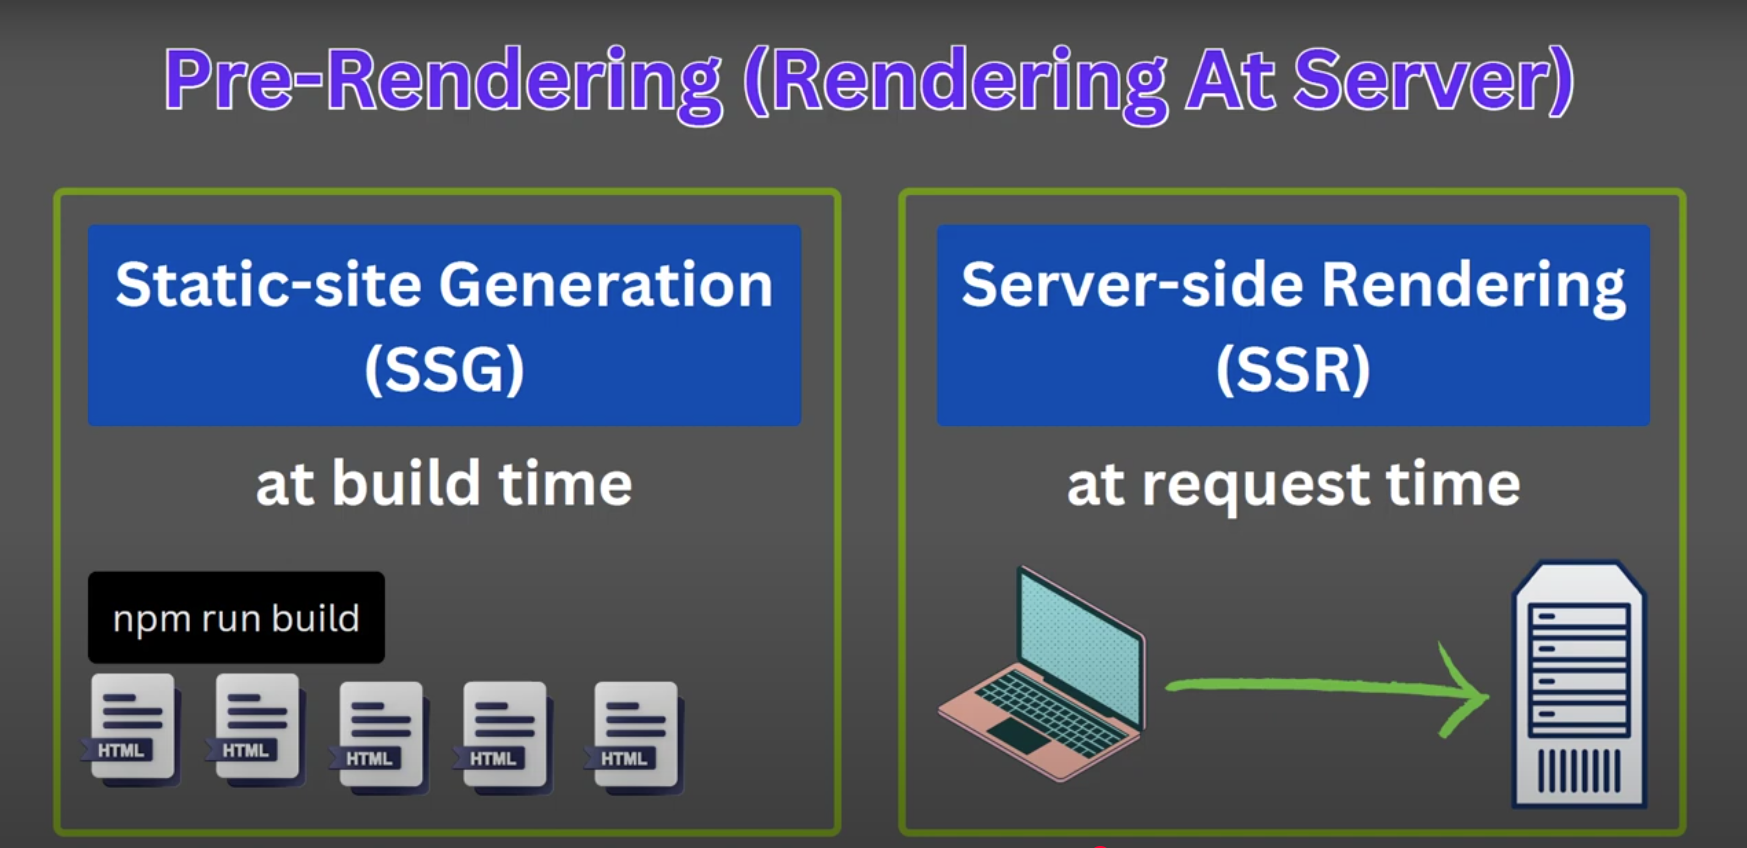 Pre-Rendering (Rendering At Server)
Static-site Generation
(SSG)
at build time
npm run build
HTML
HTML
HTML
HTML
HTML
Server-side Rendering
(SSR)
at request time